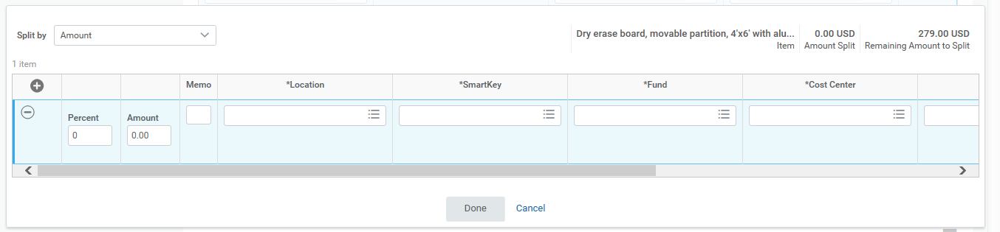 Split by Amount
Dry erase board, movable partition, 4'x6' with alu... 0.00 USD 279.00 USD
Item Amount Split Remaining Amount to Split
1 item
Memo *Location *SmartKey *Fund *Cost Center
Percent Amount
0 0.00
Done Cancel